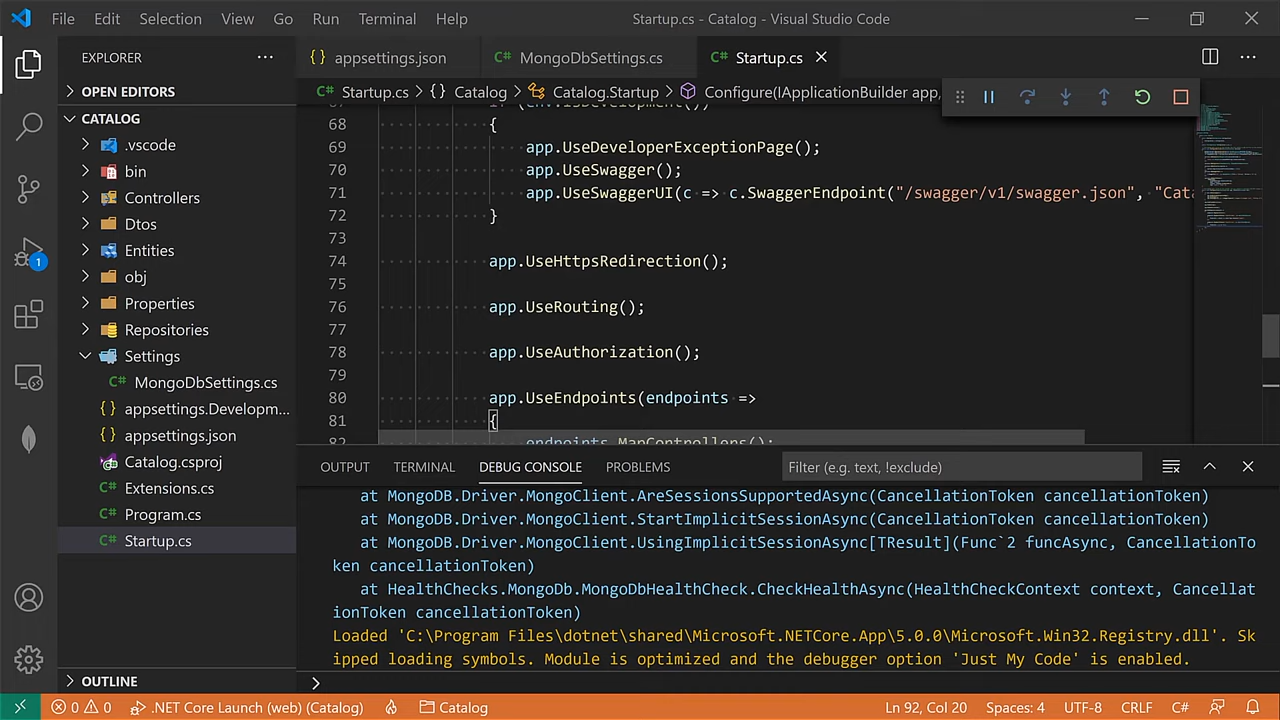 File Edit Selection View Go Run Terminal Help
Startup.cs - Catalog - Visual Studio Code
EXPLORER
OPEN EDITORS
CATALOG
.vscode
bin
Controllers
Dtos
Entities
obj
Properties
Repositories
Settings
MongoDbSettings.cs
appsettings.Developm...
appsettings.json
Catalog.csproj
Extensions.cs
Program.cs
Startup.cs
OUTLINE
1
appsettings.json MongoDbSettings.cs Startup.cs
Startup.cs > Catalog > Catalog.Startup > Configure(IApplicationBuilder app,
67 if (env.IsDevelopment())
68 {
69 app.UseDeveloperExceptionPage();
70 app.UseSwagger();
71 app.UseSwaggerUI(c => c.SwaggerEndpoint("/swagger/v1/swagger.json", "Cata
72 }
73
74 app.UseHttpsRedirection();
75
76 app.UseRouting();
77
78 app.UseAuthorization();
79
80 app.UseEndpoints(endpoints =>
81 {
82 endpoints.MapControllers();
OUTPUT TERMINAL DEBUG CONSOLE PROBLEMS Filter (e.g. text, !exclude)
at MongoDB.Driver.MongoClient.AreSessionsSupportedAsync(CancellationToken cancellationToken)
at MongoDB.Driver.MongoClient.StartImplicitSessionAsync(CancellationToken cancellationToken)
at MongoDB.Driver.MongoClient.UsingImplicitSessionAsync[TResult](Func`2 funcAsync, CancellationTo
ken cancellationToken)
at HealthChecks.MongoDb.MongoDbHealthCheck.CheckHealthAsync(HealthCheckContext context, Cancellat
ionToken cancellationToken)
Loaded 'C:\Program Files\dotnet\shared\Microsoft.NETCore.App\5.0.0\Microsoft.Win32.Registry.dll'. Sk
ipped loading symbols. Module is optimized and the debugger option 'Just My Code' is enabled.
0 0 .NET Core Launch (web) (Catalog) Catalog Ln 92, Col 20 Spaces: 4 UTF-8 CRLF C#